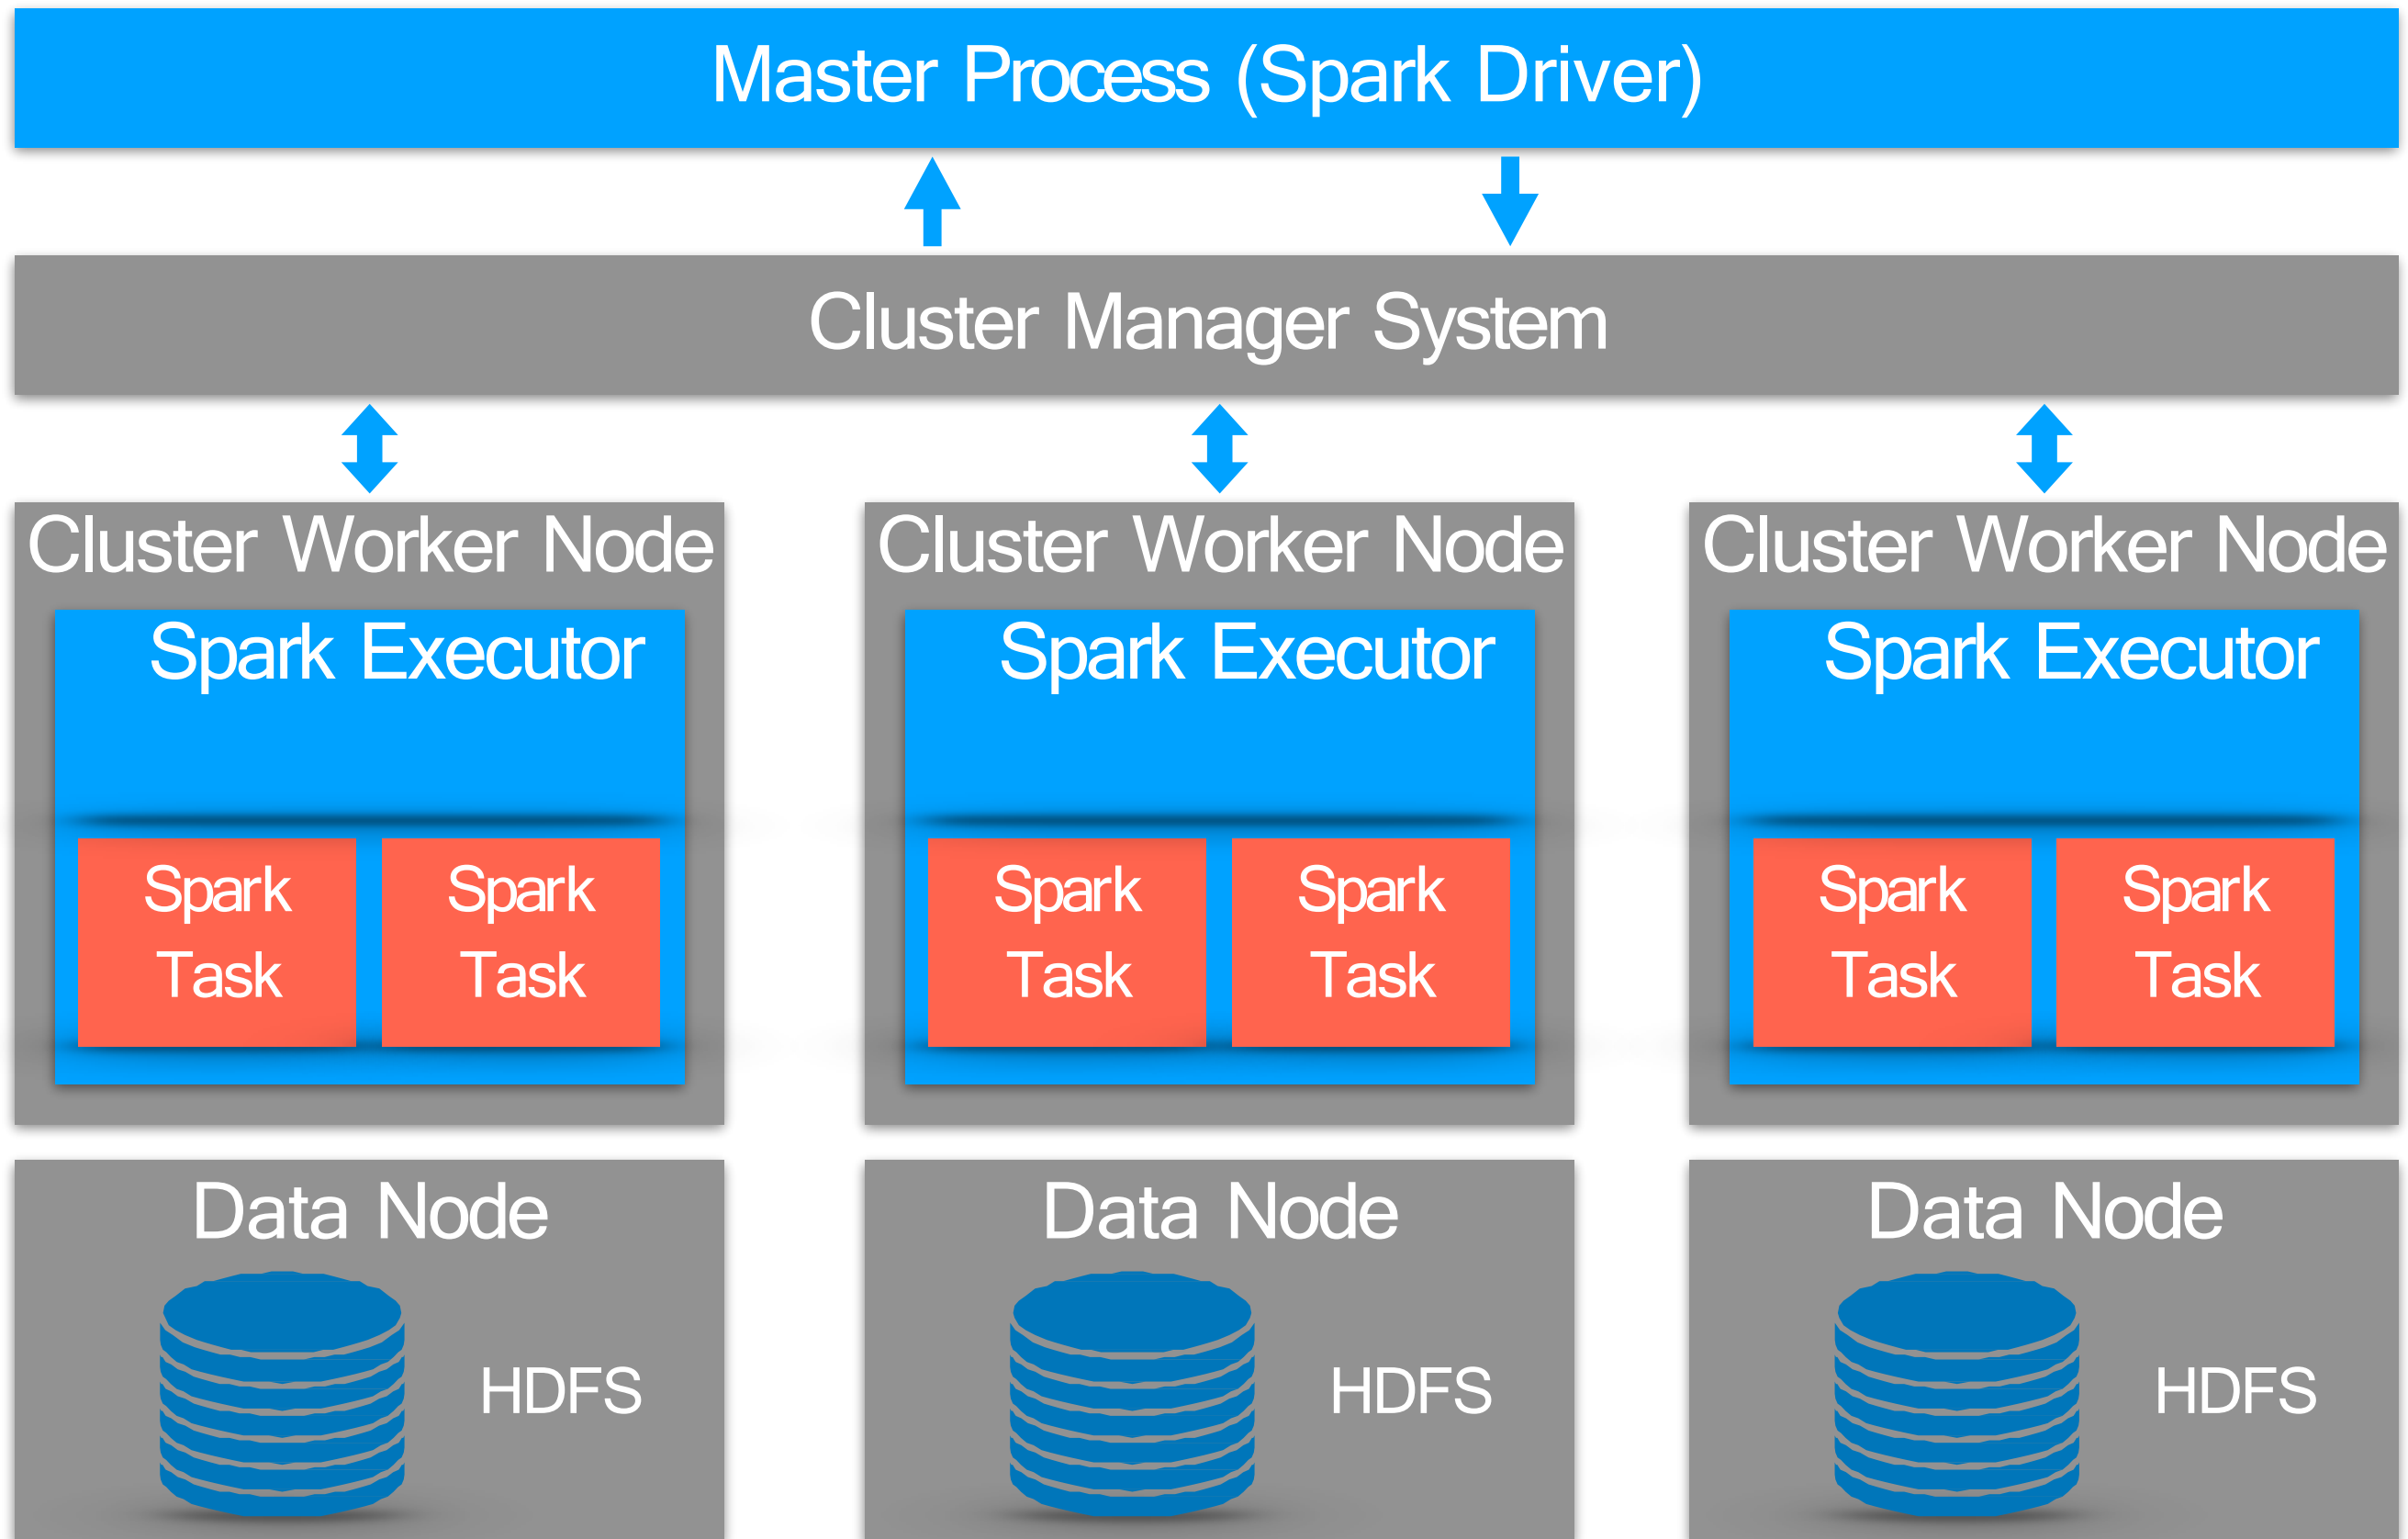 Master Process (Spark Driver)
Cluster Manager System
Cluster Worker Node
Spark Executor
Spark
Task
Spark
Task
Cluster Worker Node
Spark Executor
Spark
Task
Spark
Task
Cluster Worker Node
Spark Executor
Spark
Task
Spark
Task
Data Node
HDFS
Data Node
HDFS
Data Node
HDFS